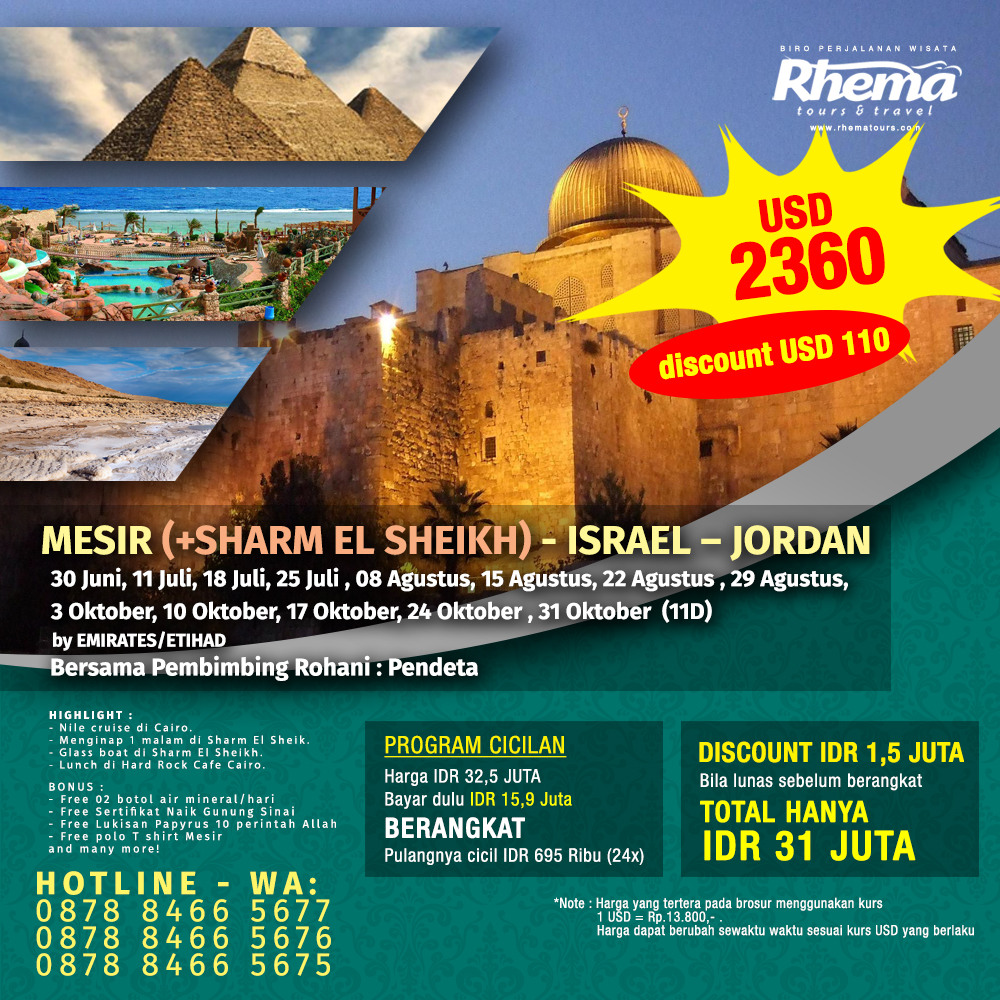 BIRO PERJALANAN WISATA
Rhema
tours & travel
www.rhematours.com
USD
2360
discount USD 110
MESIR (+SHARM EL SHEIKH) - ISRAEL – JORDAN
30 Juni, 11 Juli, 18 Juli, 25 Juli , 08 Agustus, 15 Agustus, 22 Agustus , 29 Agustus,
3 Oktober, 10 Oktober, 17 Oktober, 24 Oktober , 31 Oktober (11D)
by EMIRATES/ETIHAD
Bersama Pembimbing Rohani : Pendeta
HIGHLIGHT :
- Nile cruise di Cairo.
- Menginap 1 malam di Sharm El Sheik.
- Glass boat di Sharm El Sheikh.
- Lunch di Hard Rock Cafe Cairo.
BONUS :
- Free 02 botol air mineral/hari
- Free Sertifikat Naik Gunung Sinai
- Free Lukisan Papyrus 10 perintah Allah
- Free polo T shirt Mesir
and many more!
HOTLINE - WA:
0878 8466 5677
0878 8466 5676
0878 8466 5675
PROGRAM CICILAN
Harga IDR 32,5 JUTA
Bayar dulu IDR 15,9 Juta
BERANGKAT
Pulangnya cicil IDR 695 Ribu (24x)
DISCOUNT IDR 1,5 JUTA
Bila lunas sebelum berangkat
TOTAL HANYA
IDR 31 JUTA
*Note : Harga yang tertera pada brosur menggunakan kurs
1 USD = Rp.13.800,- .
Harga dapat berubah sewaktu waktu sesuai kurs USD yang berlaku